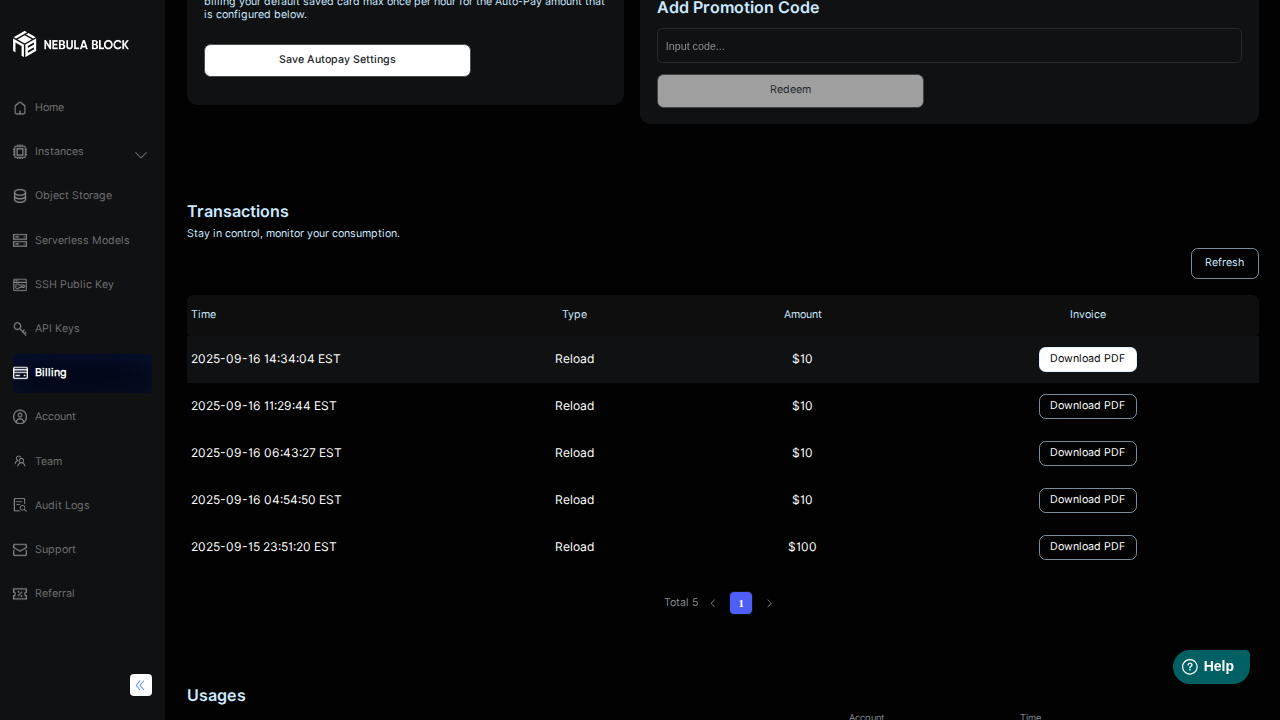 billing your default saved card max once per hour for the Auto-Pay amount that
is configured below.
Save Autopay Settings
Add Promotion Code
Input code...
Redeem
NEBULA BLOCK
Home
Instances
Object Storage
Serverless Models
SSH Public Key
API Keys
Billing
Account
Team
Audit Logs
Support
Referral
Transactions
Stay in control, monitor your consumption.
Refresh
Time Type Amount Invoice
2025-09-16 14:34:04 EST Reload $10 Download PDF
2025-09-16 11:29:44 EST Reload $10 Download PDF
2025-09-16 06:43:27 EST Reload $10 Download PDF
2025-09-16 04:54:50 EST Reload $10 Download PDF
2025-09-15 23:51:20 EST Reload $100 Download PDF
Total 5 1
Help
Usages
Account Time